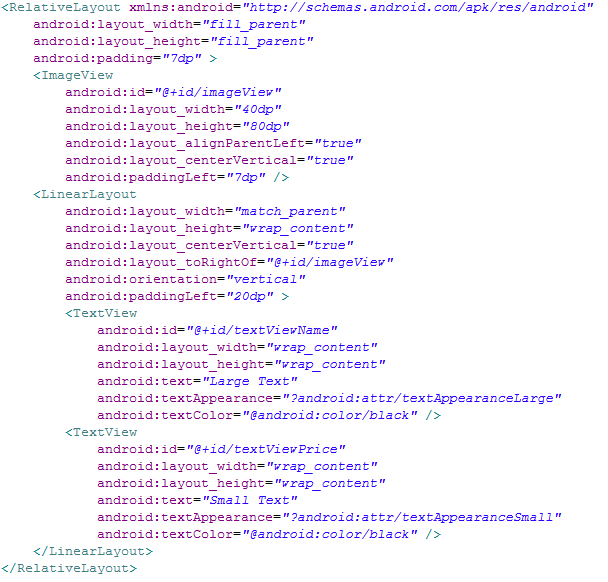 <RelativeLayout xmlns:android="http://schemas.android.com/apk/res/android"
    android:layout_width="fill_parent"
    android:layout_height="fill_parent"
    android:padding="7dp" >
    <ImageView
        android:id="@+id/imageView"
        android:layout_width="40dp"
        android:layout_height="80dp"
        android:layout_alignParentLeft="true"
        android:layout_centerVertical="true"
        android:paddingLeft="7dp" />
    <LinearLayout
        android:layout_width="match_parent"
        android:layout_height="wrap_content"
        android:layout_centerVertical="true"
        android:layout_toRightOf="@+id/imageView"
        android:orientation="vertical"
        android:paddingLeft="20dp" >
        <TextView
            android:id="@+id/textViewName"
            android:layout_width="wrap_content"
            android:layout_height="wrap_content"
            android:text="Large Text"
            android:textAppearance="?android:attr/textAppearanceLarge"
            android:textColor="@android:color/black" />
        <TextView
            android:id="@+id/textViewPrice"
            android:layout_width="wrap_content"
            android:layout_height="wrap_content"
            android:text="Small Text"
            android:textAppearance="?android:attr/textAppearanceSmall"
            android:textColor="@android:color/black" />
    </LinearLayout>
</RelativeLayout>